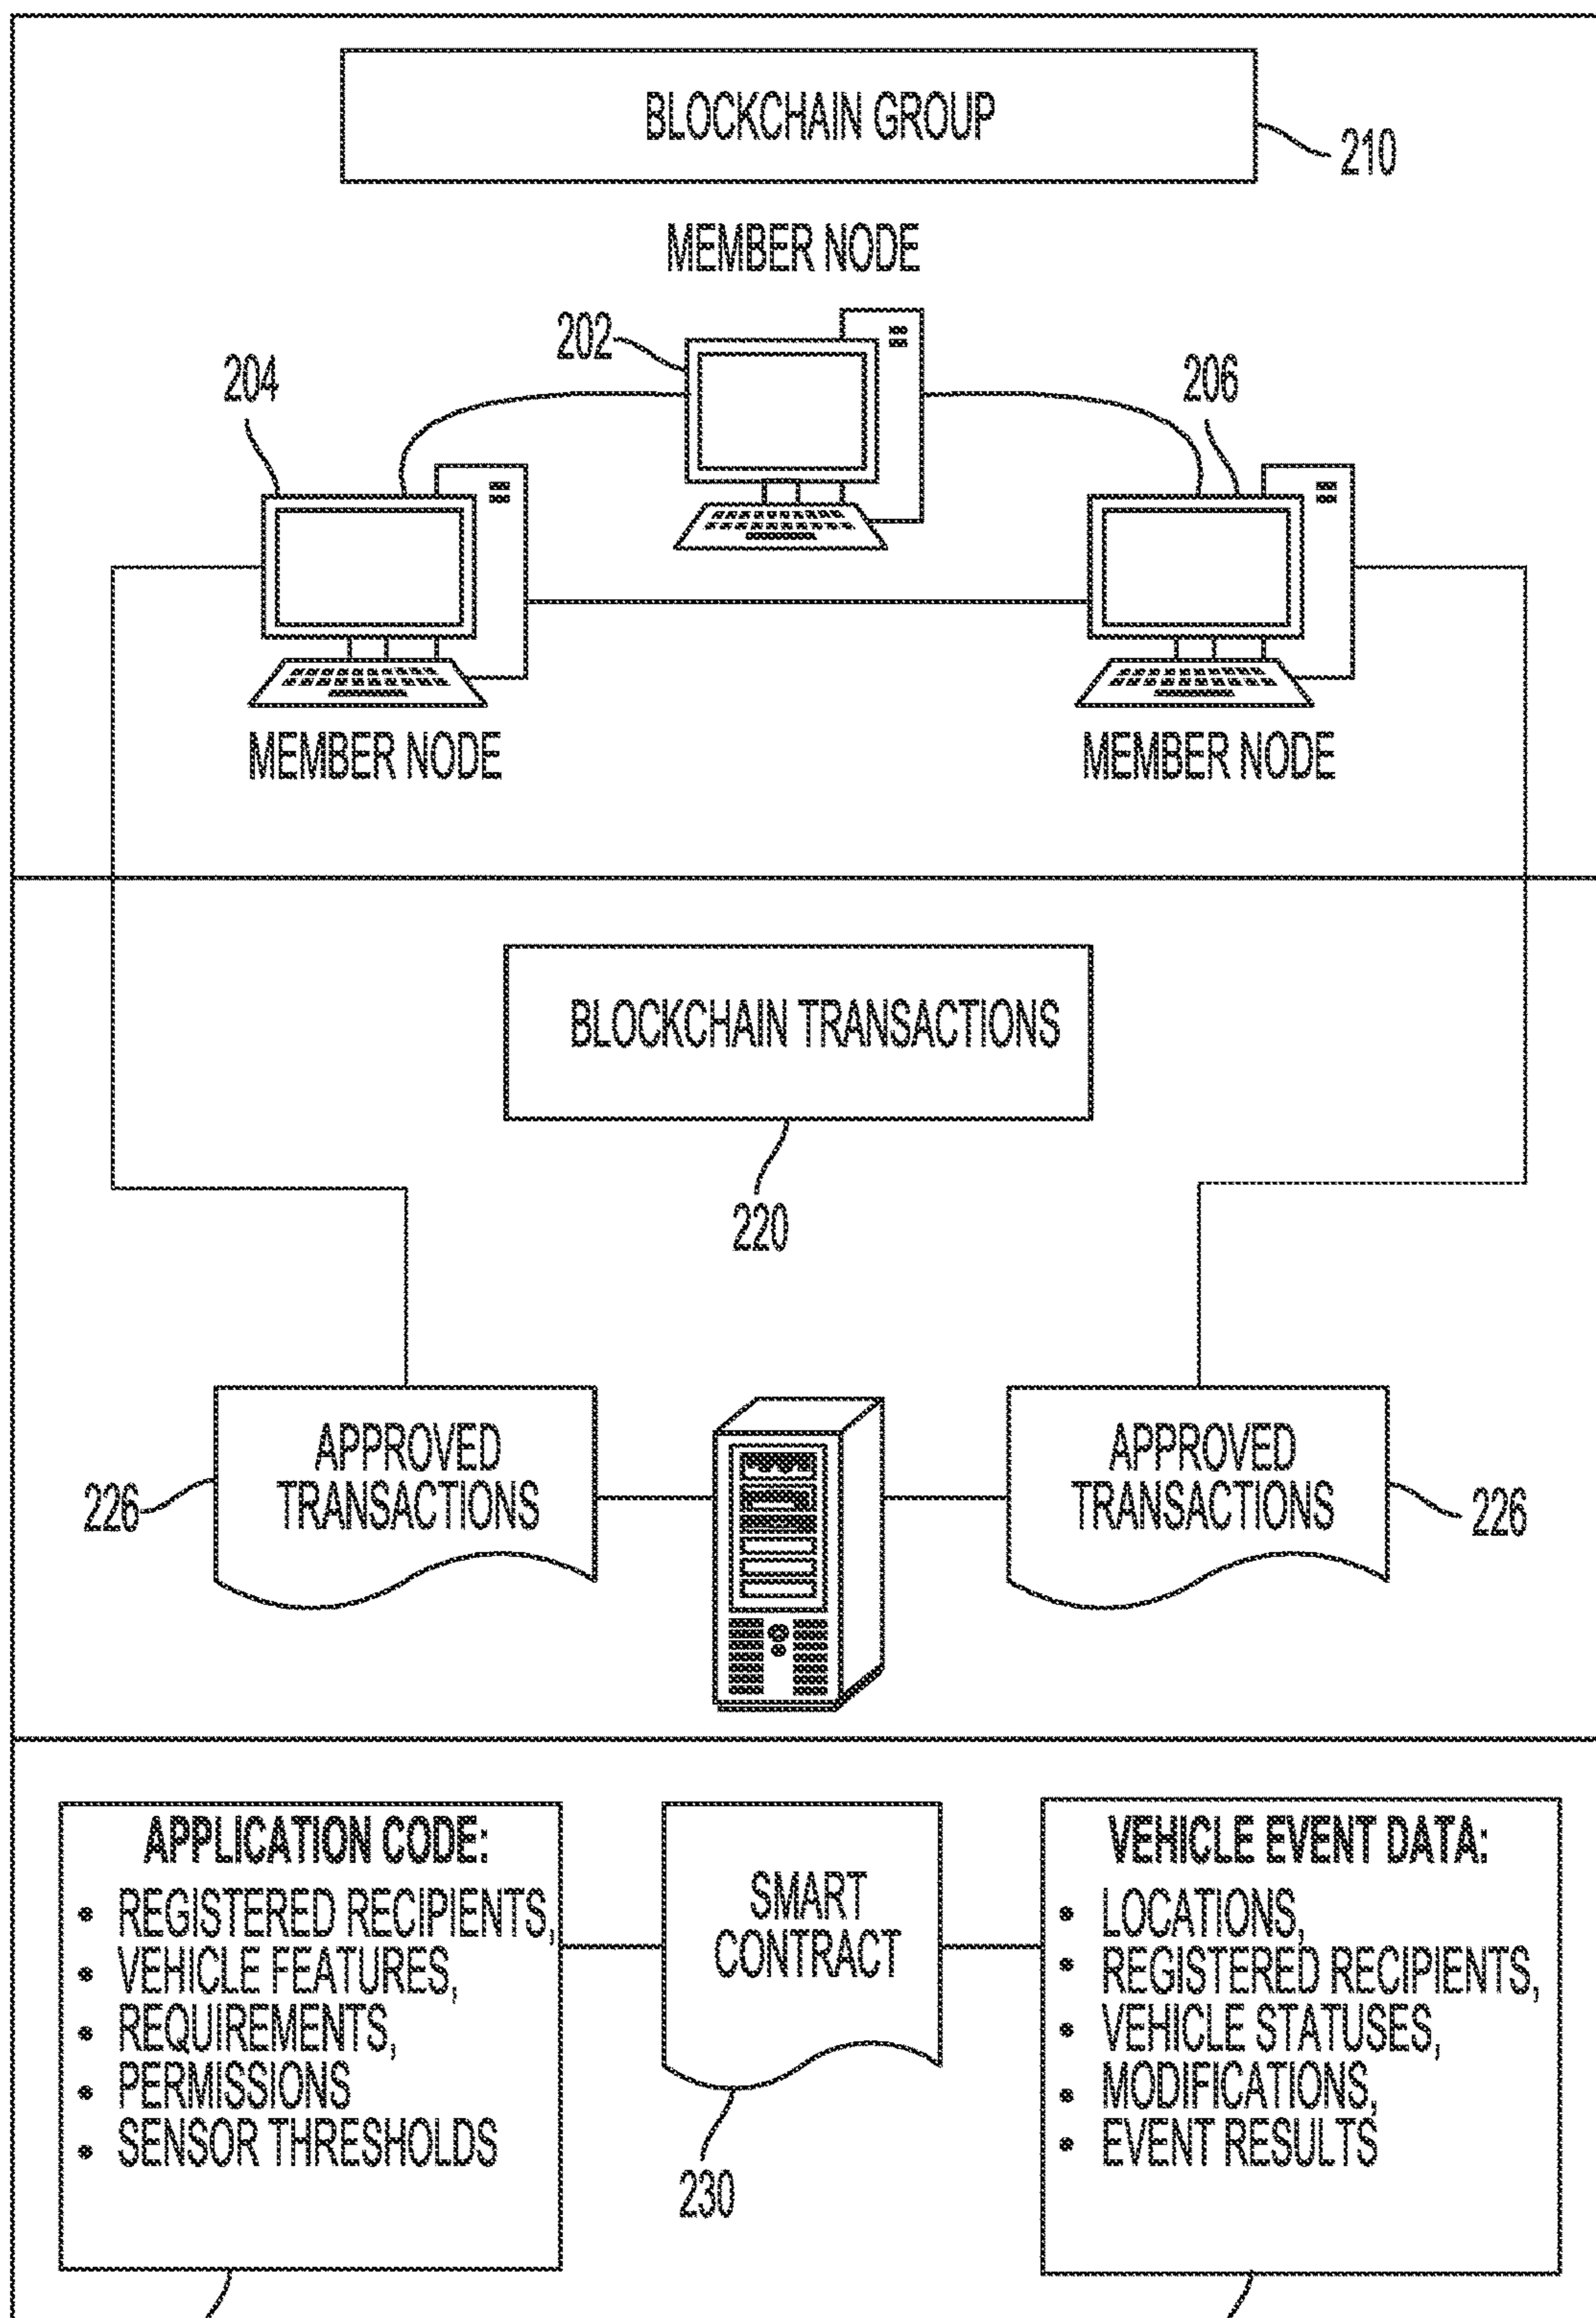 BLOCKCHAIN GROUP
210
MEMBER NODE
202
204
206
MEMBER NODE
MEMBER NODE
BLOCKCHAIN TRANSACTIONS
220
APPROVED
TRANSACTIONS
226
APPROVED
TRANSACTIONS
226
APPLICATION CODE:
• REGISTERED RECIPIENTS,
• VEHICLE FEATURES,
• REQUIREMENTS,
• PERMISSIONS
• SENSOR THRESHOLDS
SMART
CONTRACT
230
VEHICLE EVENT DATA:
• LOCATIONS,
• REGISTERED RECIPIENTS,
• VEHICLE STATUSES,
• MODIFICATIONS,
• EVENT RESULTS